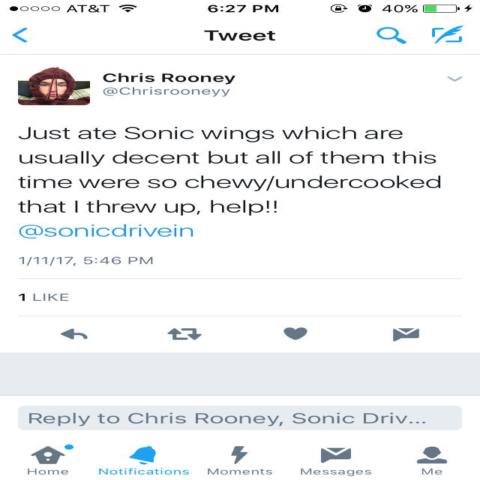 AT&T 6:27 PM 40%
Tweet
Chris Rooney
@Chrisrooneyy
Just ate Sonic wings which are
usually decent but all of them this
time were so chewy/undercooked
that I threw up, help!!
@sonicdrivein
1/11/17, 5:46 PM
1 LIKE
Reply to Chris Rooney, Sonic Driv...
Home Notifications Moments Messages Me